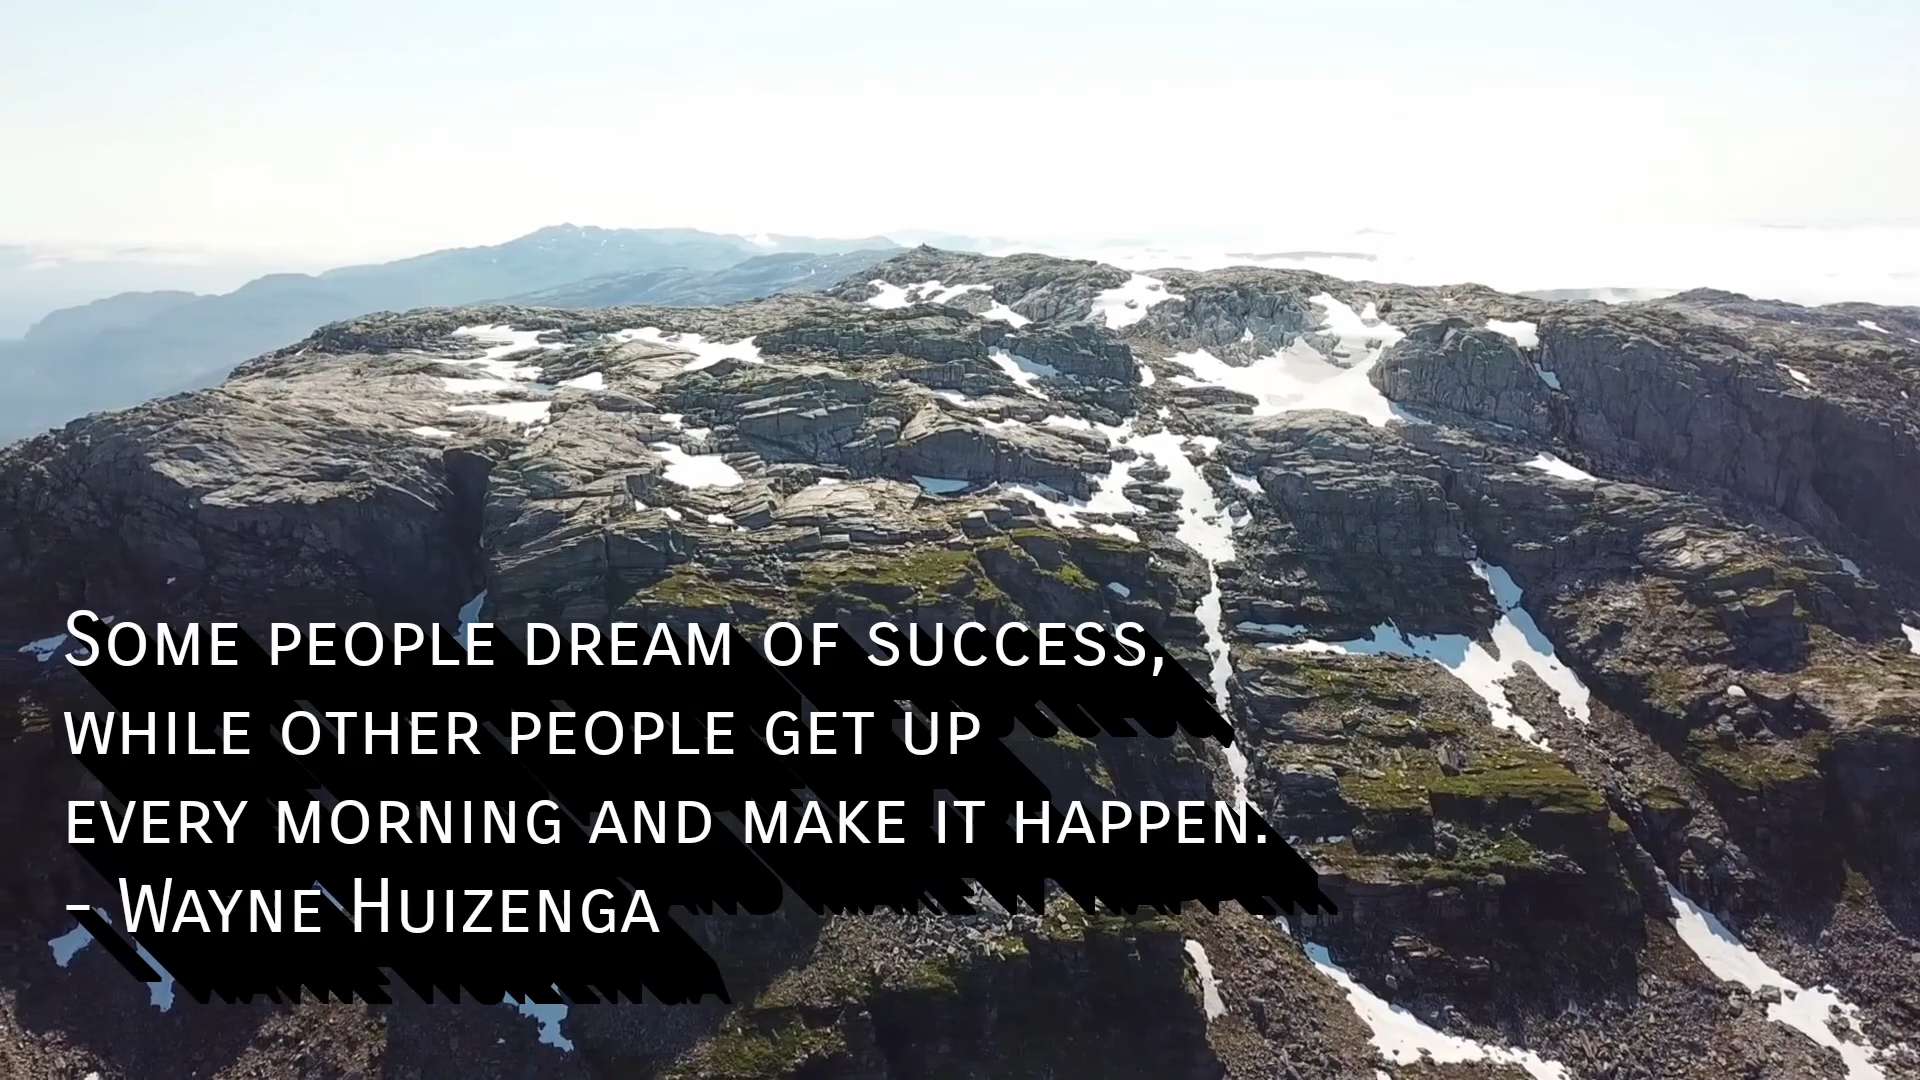 Some people dream of success,
while other people get up
every morning and make it happen.
- Wayne Huizenga